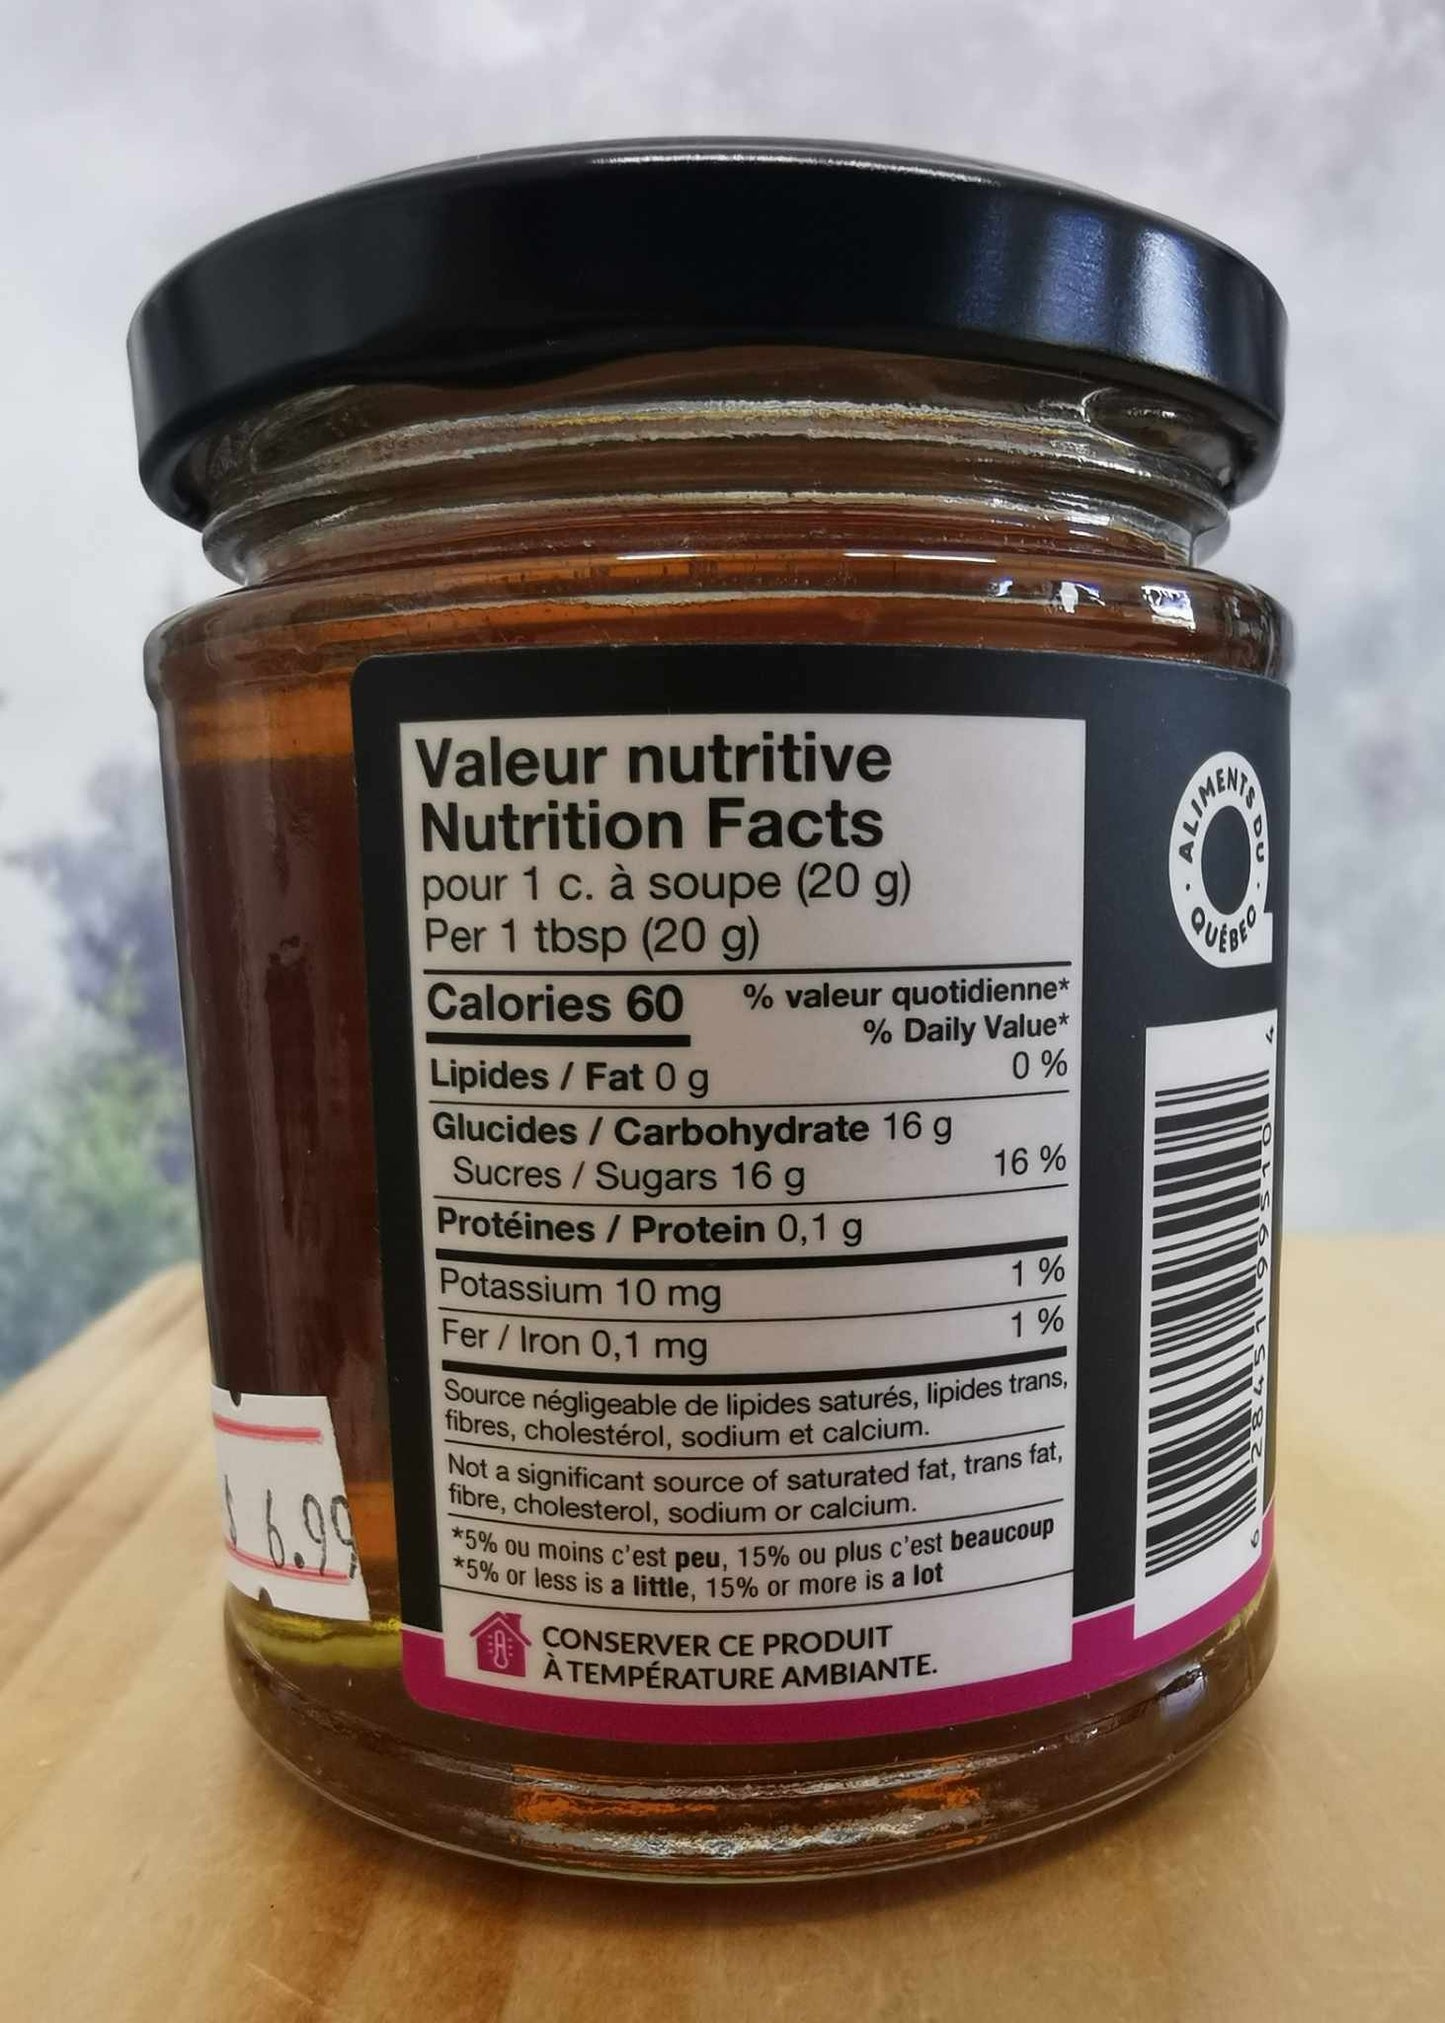 Valeur nutritive
Nutrition Facts
pour 1 c. à soupe (20 g)
Per 1 tbsp (20 g)
Calories 60
% valeur quotidienne*
% Daily Value*
Lipides / Fat 0 g 0 %
Glucides / Carbohydrate 16 g
Sucres / Sugars 16 g 16 %
Protéines / Protein 0,1 g
Potassium 10 mg 1 %
Fer / Iron 0,1 mg 1 %
Source négligeable de lipides saturés, lipides trans,
fibres, cholestérol, sodium et calcium.
Not a significant source of saturated fat, trans fat,
fibre, cholesterol, sodium or calcium.
*5% ou moins c'est peu, 15% ou plus c'est beaucoup
*5% or less is a little, 15% or more is a lot
CONSERVER CE PRODUIT
À TEMPÉRATURE AMBIANTE.
ALIMENTS DU
QUÉBEC
6 28451 99510 4
$ 6.99